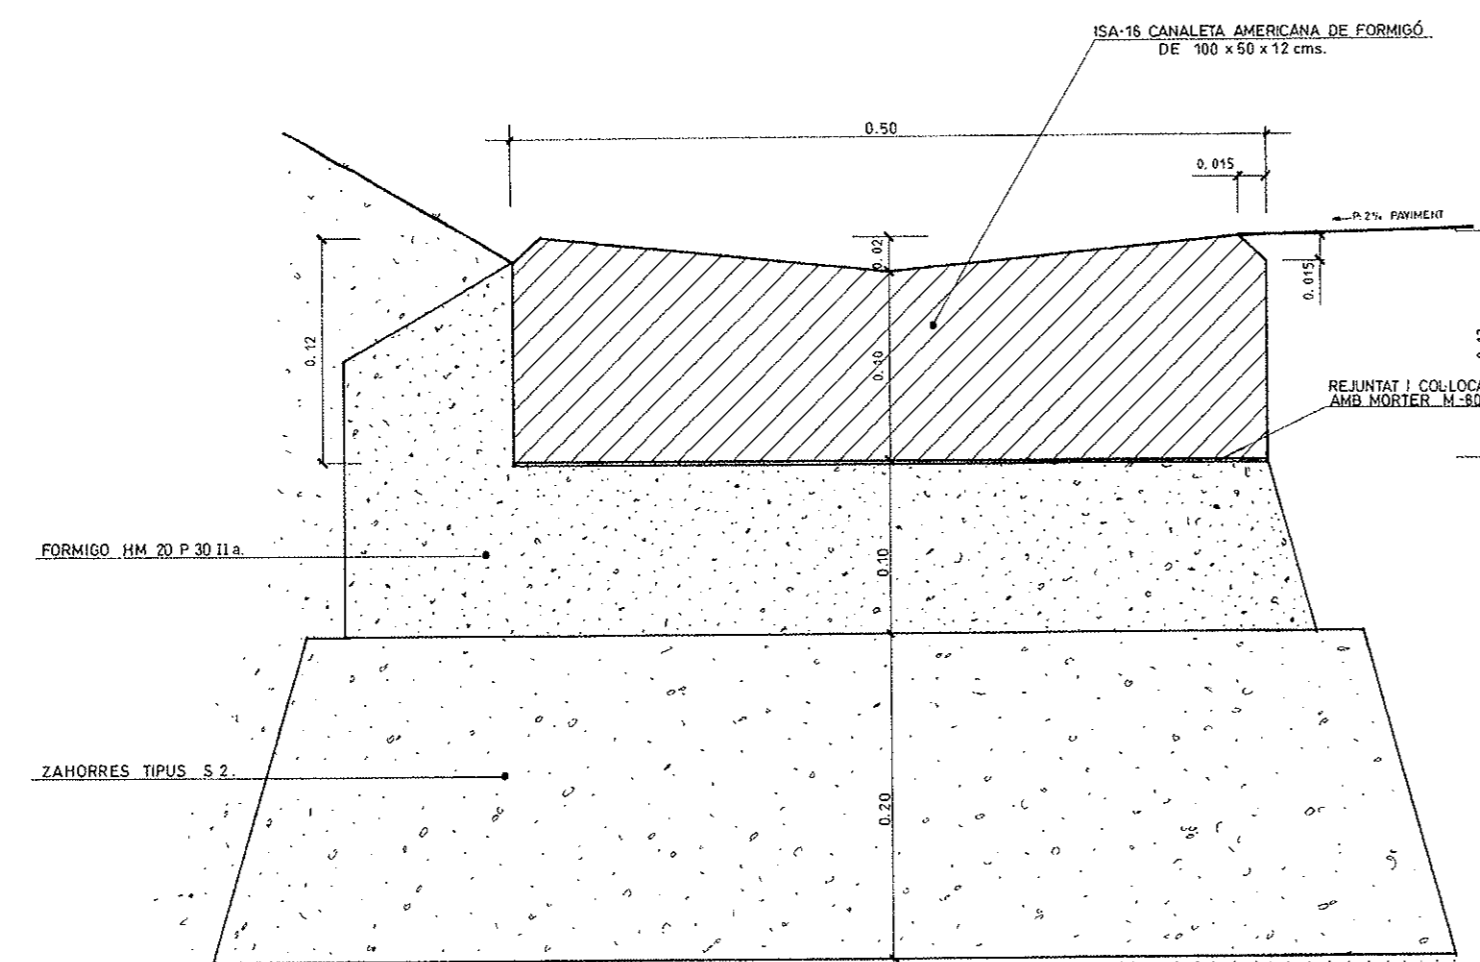 ISA-16 CANALETA AMERICANA DE FORMIGÓ
DE 100 x 50 x 12 cms.
0.50
0.015
P. 2% PAVIMENT
0.02
0.015
0.12
0.10
REJUNTAT I COL·LOCA
AMB MORTER M-80
FORMIGO HM 20 P 30 II a.
0.10
ZAHORRES TIPUS S 2.
0.20